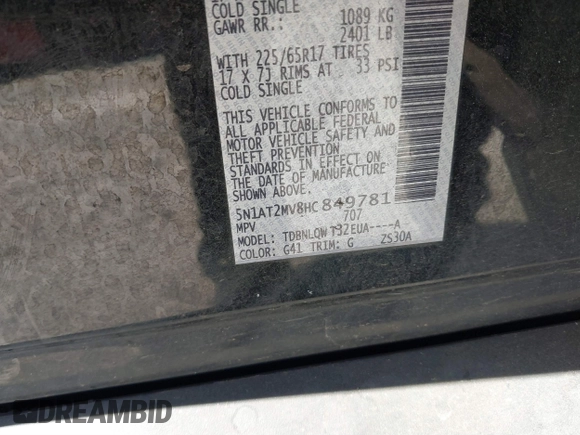 COLD SINGLE
GAWR RR.: 1089 KG
2401 LB
WITH 225/65R17 TIRES
17 X 7J RIMS AT 33 PSI
COLD SINGLE
THIS VEHICLE CONFORMS TO
ALL APPLICABLE FEDERAL
MOTOR VEHICLE SAFETY AND
THEFT PREVENTION
STANDARDS IN EFFECT ON
THE DATE OF MANUFACTURE
SHOWN ABOVE.
5N1AT2MV8HC849781
MPV 707
MODEL: TDBNLQW T32EUA----A
COLOR: G41 TRIM: G ZS30A
DREAMBID